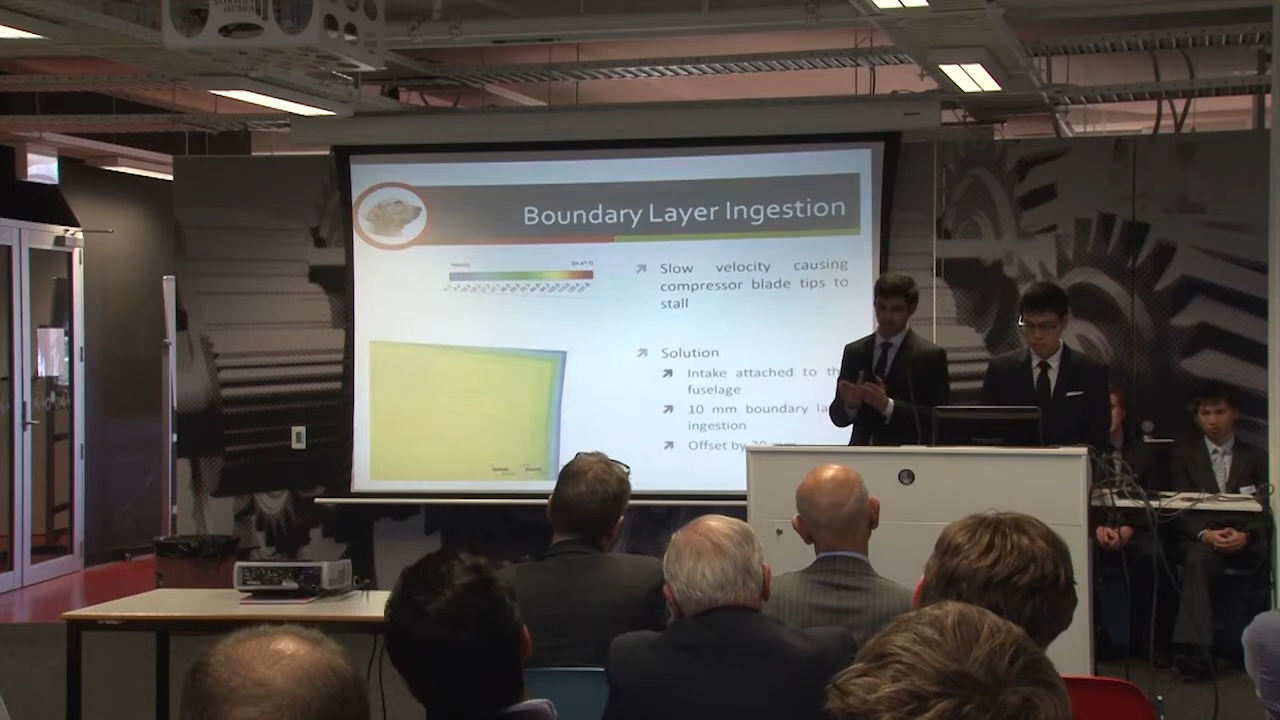 Boundary Layer Ingestion
Slow velocity causing
compressor blade tips to
stall
Solution
Intake attached to th
fuselage
10 mm boundary la
ingestion
Offset by